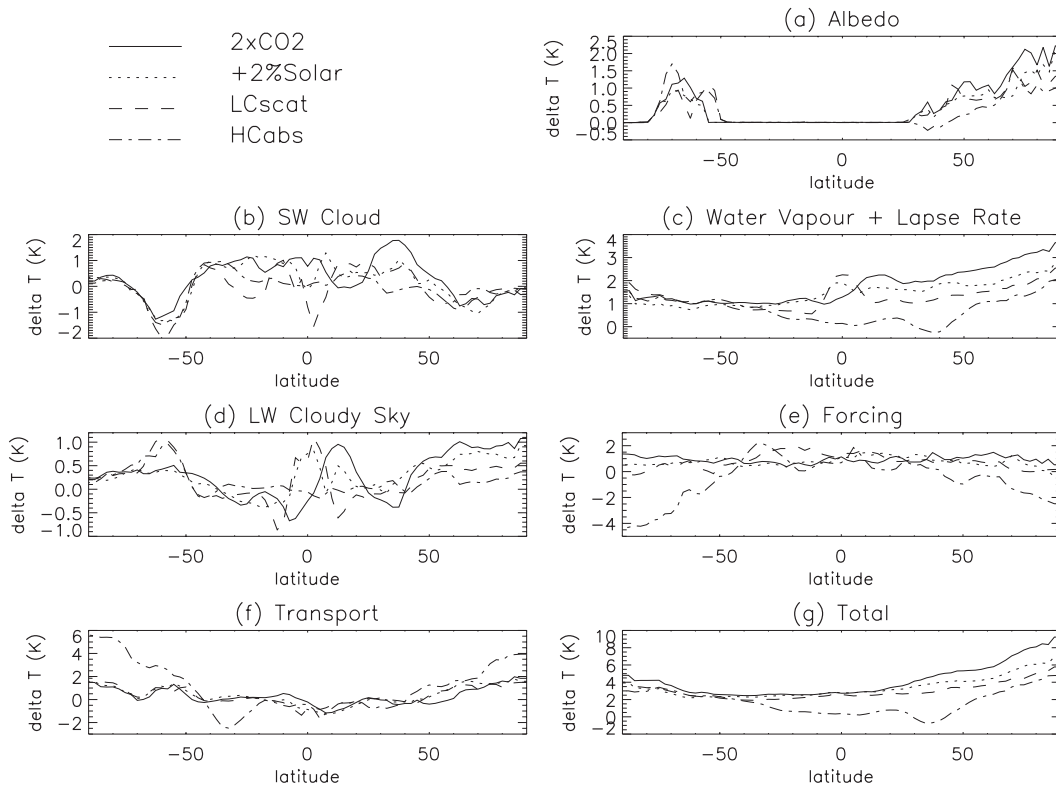 2xCO2
+2%Solar
LCscat
HCabs
(a) Albedo
delta T (K)
2.5
2.0
1.5
1.0
0.5
0.0
-0.5
-50 0 50
latitude
(b) SW Cloud
delta T (K)
2
1
0
-1
-2
-50 0 50
latitude
(c) Water Vapour + Lapse Rate
delta T (K)
4
3
2
1
0
-50 0 50
latitude
(d) LW Cloudy Sky
delta T (K)
1.0
0.5
0.0
-0.5
-1.0
-50 0 50
latitude
(e) Forcing
delta T (K)
2
0
-2
-4
-50 0 50
latitude
(f) Transport
delta T (K)
6
4
2
0
-2
-50 0 50
latitude
(g) Total
delta T (K)
10
8
6
4
2
0
-2
-50 0 50
latitude